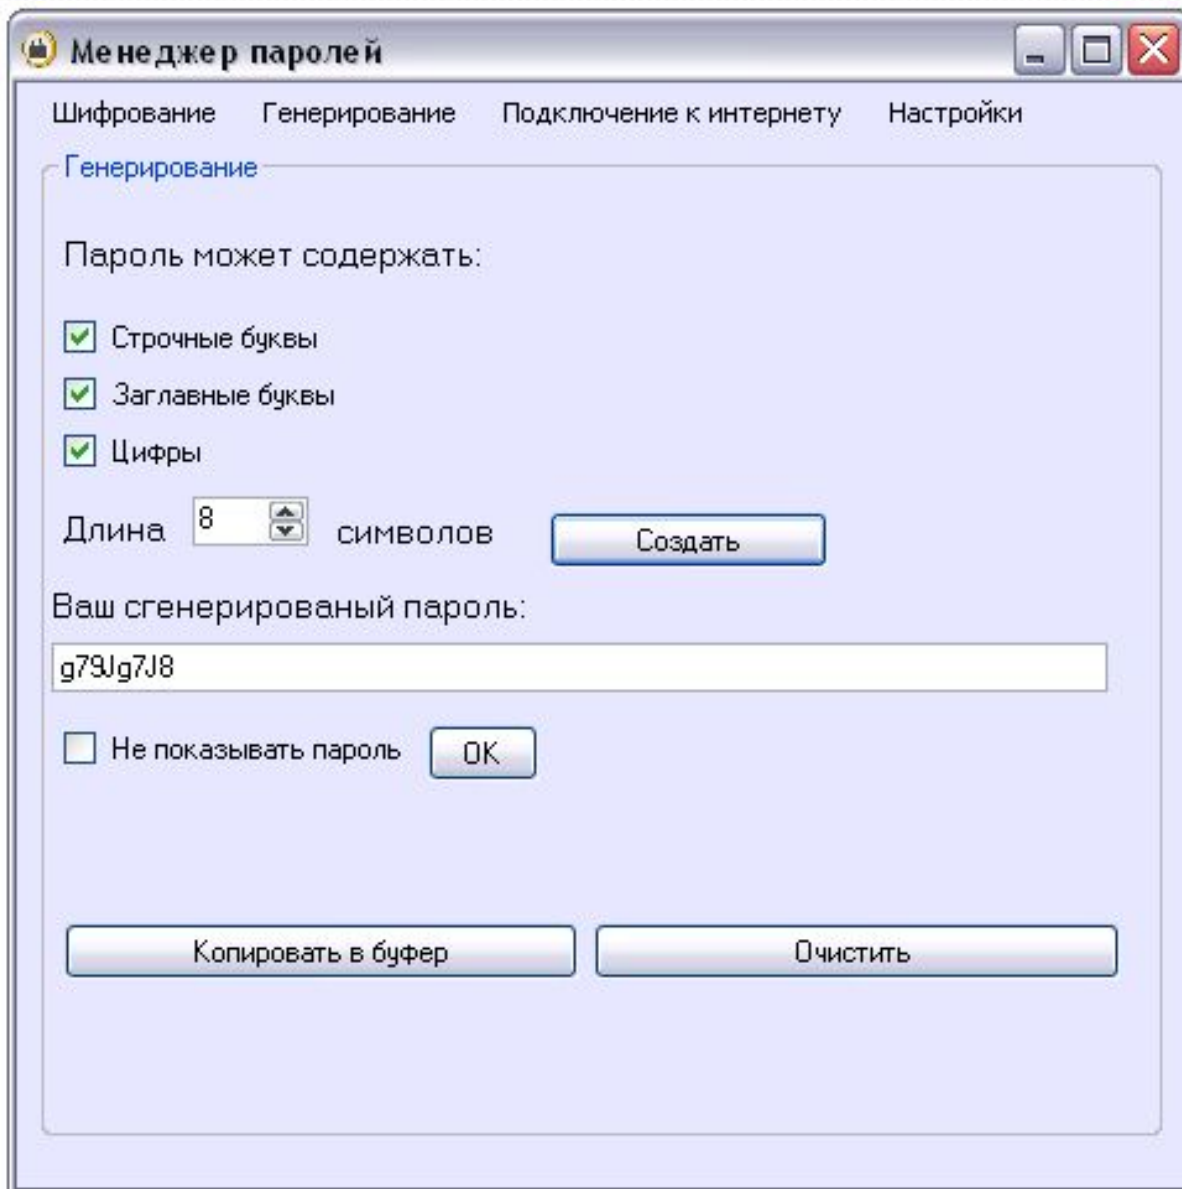 Менеджер паролей
Шифрование Генерирование Подключение к интернету Настройки
Генерирование
Пароль может содержать:
Строчные буквы
Заглавные буквы
Цифры
Длина 8 символов Создать
Ваш сгенерированый пароль:
g79Jg7J8
Не показывать пароль OK
Копировать в буфер Очистить